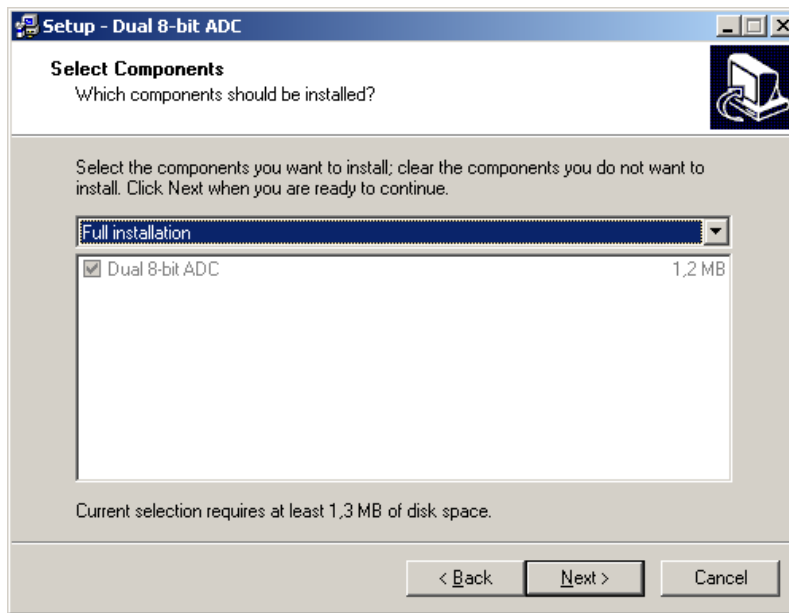 Setup - Dual 8-bit ADC
Select Components
Which components should be installed?
Select the components you want to install; clear the components you do not want to
install. Click Next when you are ready to continue.
Full installation
Dual 8-bit ADC 1,2 MB
Current selection requires at least 1,3 MB of disk space.
< Back Next > Cancel